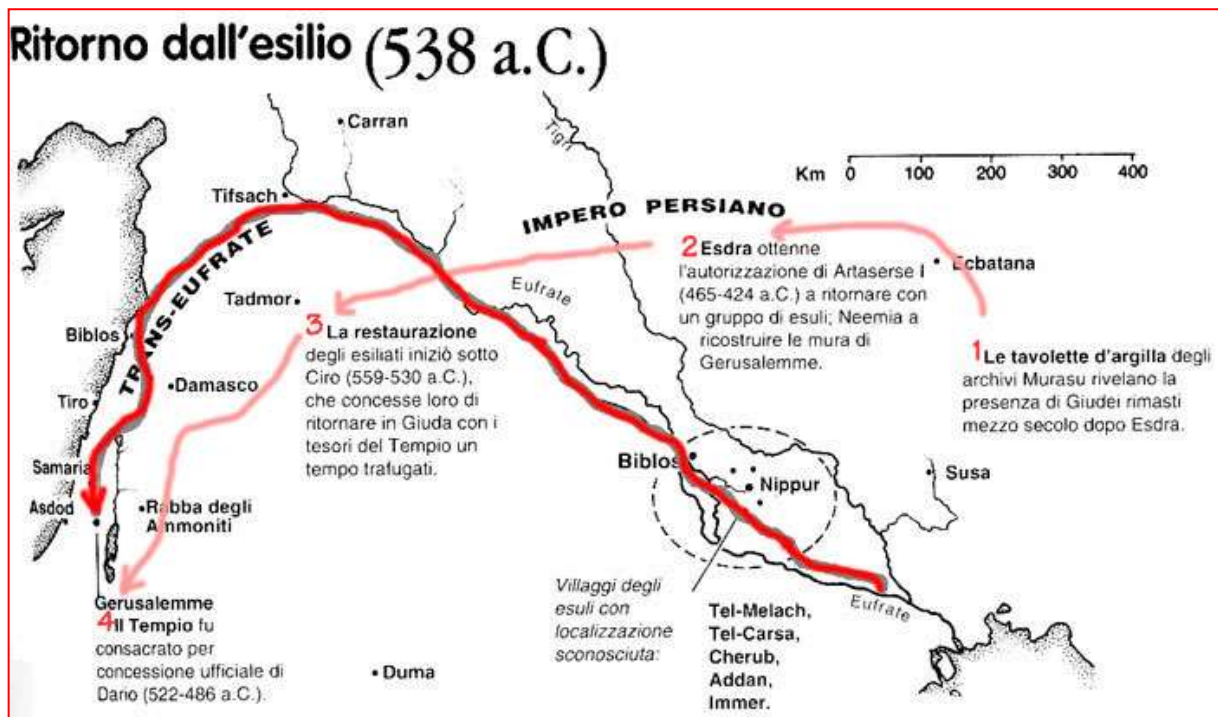 Ritorno dall'esilio (538 a.C.)
Carran
Tigri
Km 0 100 200 300 400
Tifsach
IMPERO PERSIANO
TRANS-EUFRATE
2 Esdra ottenne
l'autorizzazione di Artaserse I
(465-424 a.C.) a ritornare con
un gruppo di esuli; Neemia a
ricostruire le mura di
Gerusalemme.
Ecbatana
Eufrate
Tadmor
Biblos
3 La restaurazione
degli esiliati iniziò sotto
Ciro (559-530 a.C.),
che concesse loro di
ritornare in Giuda con i
tesori del Tempio un
tempo trafugati.
1 Le tavolette d'argilla degli
archivi Murasu rivelano la
presenza di Giudei rimasti
mezzo secolo dopo Esdra.
Damasco
Tiro
Samaria
Biblos
Nippur
Susa
Asdod
Rabba degli
Ammoniti
Gerusalemme
4 Il Tempio fu
consacrato per
concessione ufficiale di
Dario (522-486 a.C.).
Duma
Villaggi degli
esuli con
localizzazione
sconosciuta:
Tel-Melach,
Tel-Carsa,
Cherub,
Addan,
Immer.
Eufrate